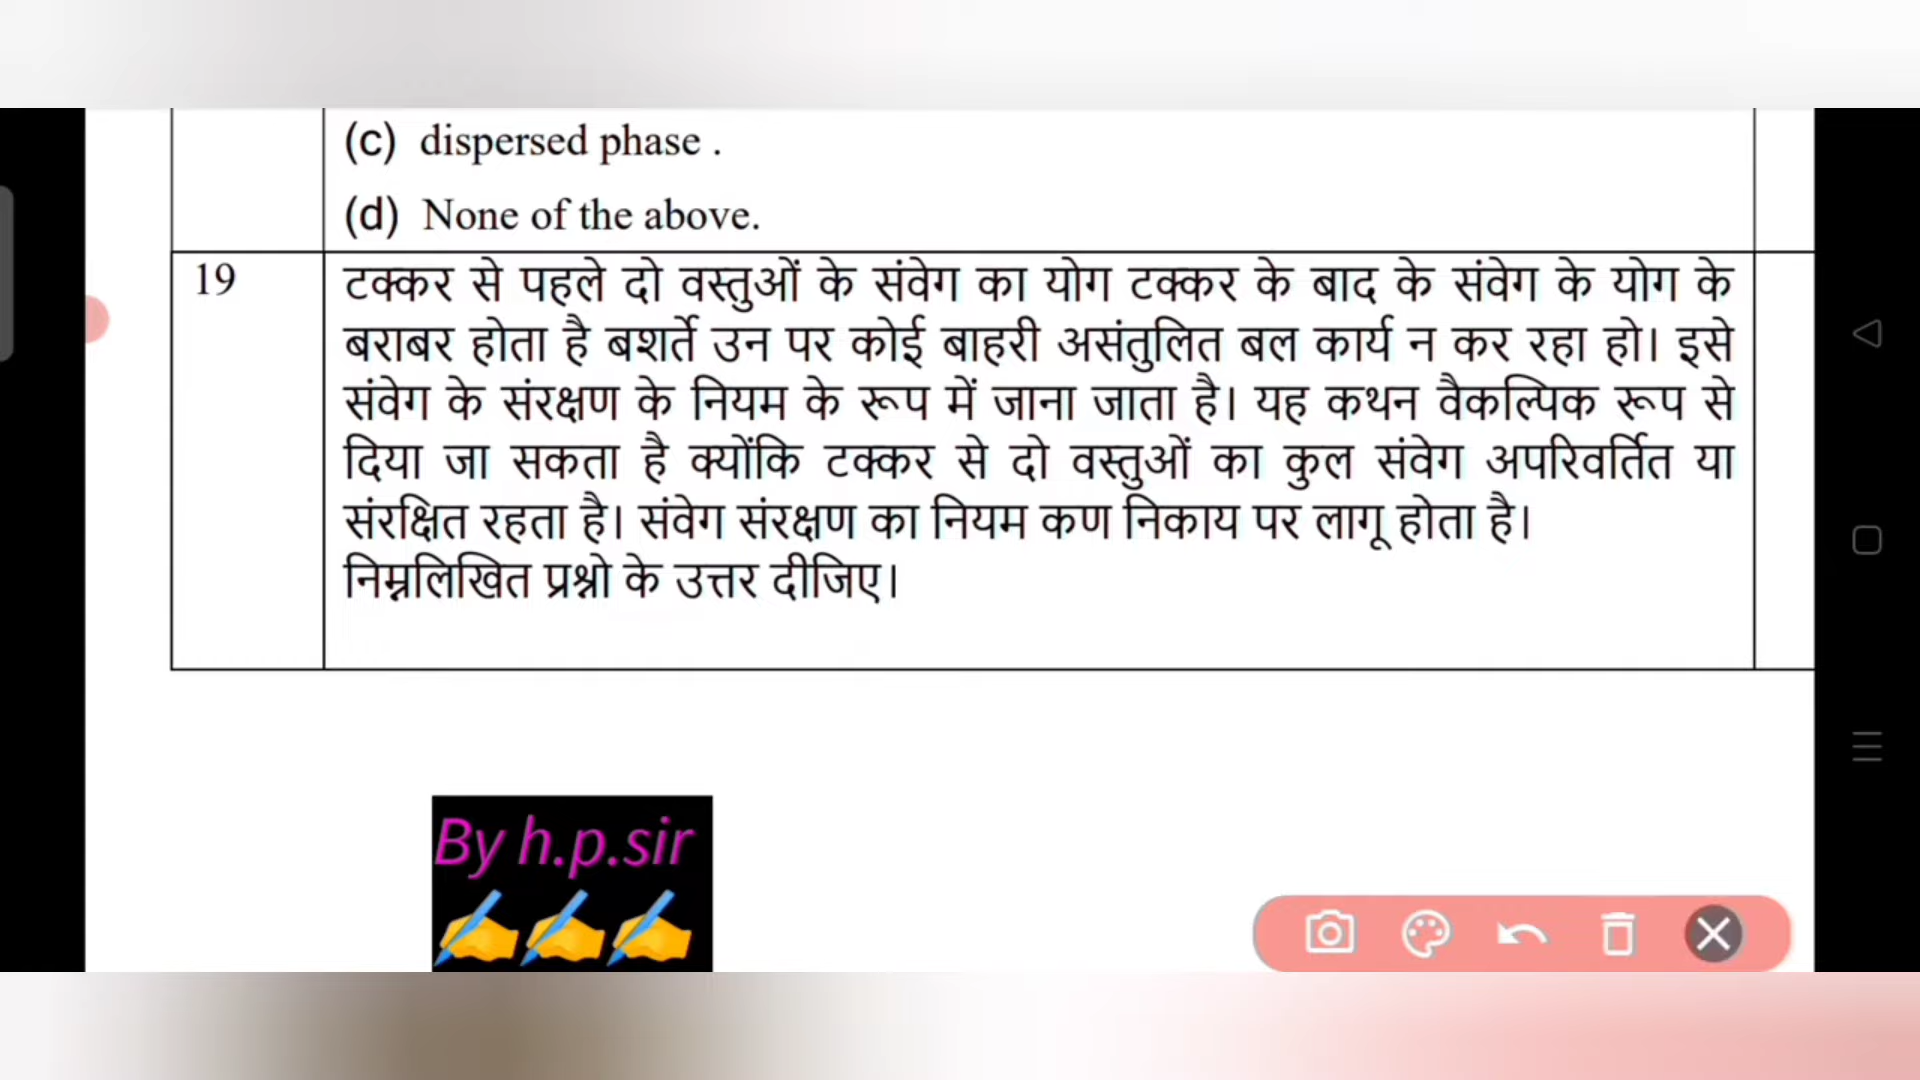 (c) dispersed phase .
(d) None of the above.
19 टक्कर से पहले दो वस्तुओं के संवेग का योग टक्कर के बाद के संवेग के योग के
बराबर होता है बशर्ते उन पर कोई बाहरी असंतुलित बल कार्य न कर रहा हो। इसे
संवेग के संरक्षण के नियम के रूप में जाना जाता है। यह कथन वैकल्पिक रूप से
दिया जा सकता है क्योंकि टक्कर से दो वस्तुओं का कुल संवेग अपरिवर्तित या
संरक्षित रहता है। संवेग संरक्षण का नियम कण निकाय पर लागू होता है।
निम्नलिखित प्रश्नो के उत्तर दीजिए।
By h.p.sir